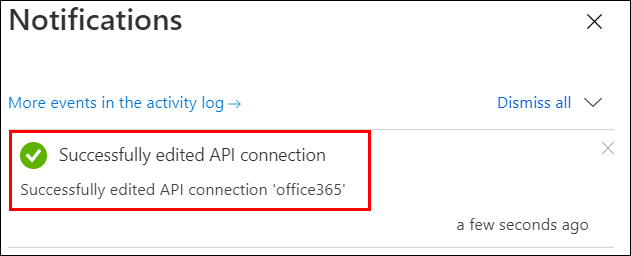 Notifications
More events in the activity log →
Dismiss all
Successfully edited API connection
Successfully edited API connection 'office365'
a few seconds ago